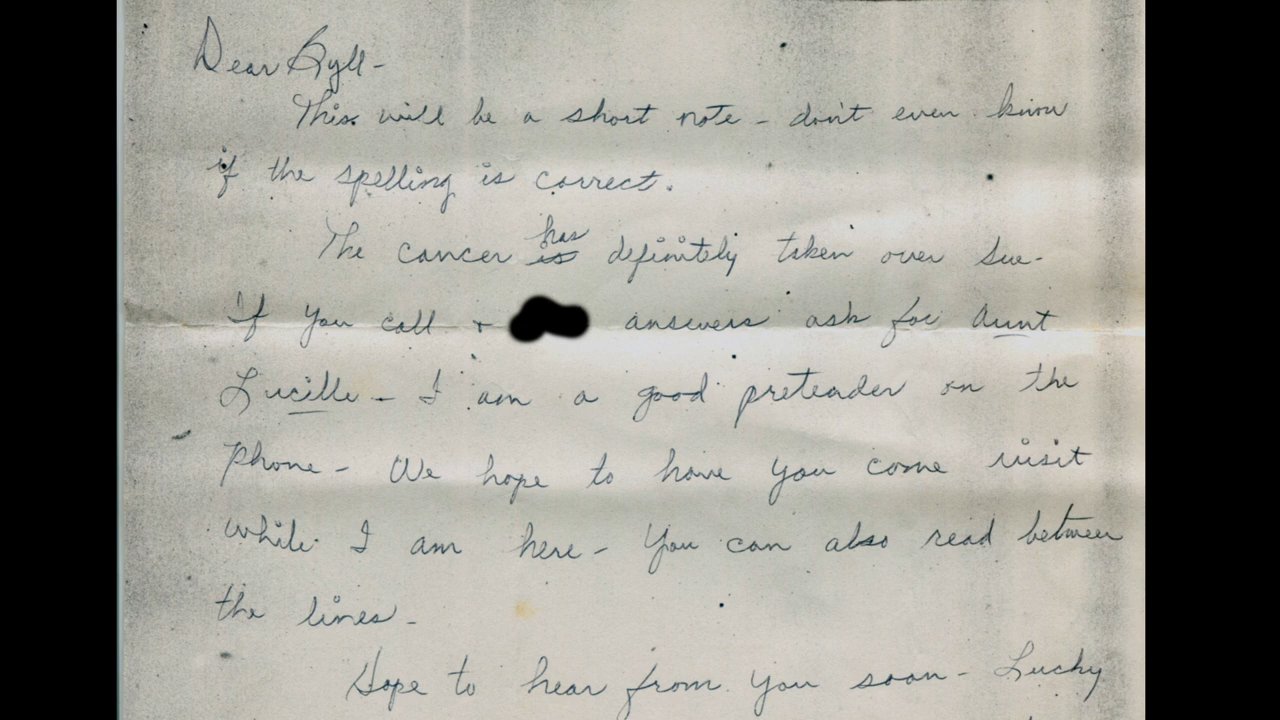 Dear Ryll-
This will be a short note - don't even know
if the spelling is correct.
The cancer has definitely taken over Sue-
If you call + answers ask for Aunt
Lucille - I am a good pretender on the
phone - We hope to have you come visit
while I am here - You can also read between
the lines -
Hope to hear from you soon - Lucky